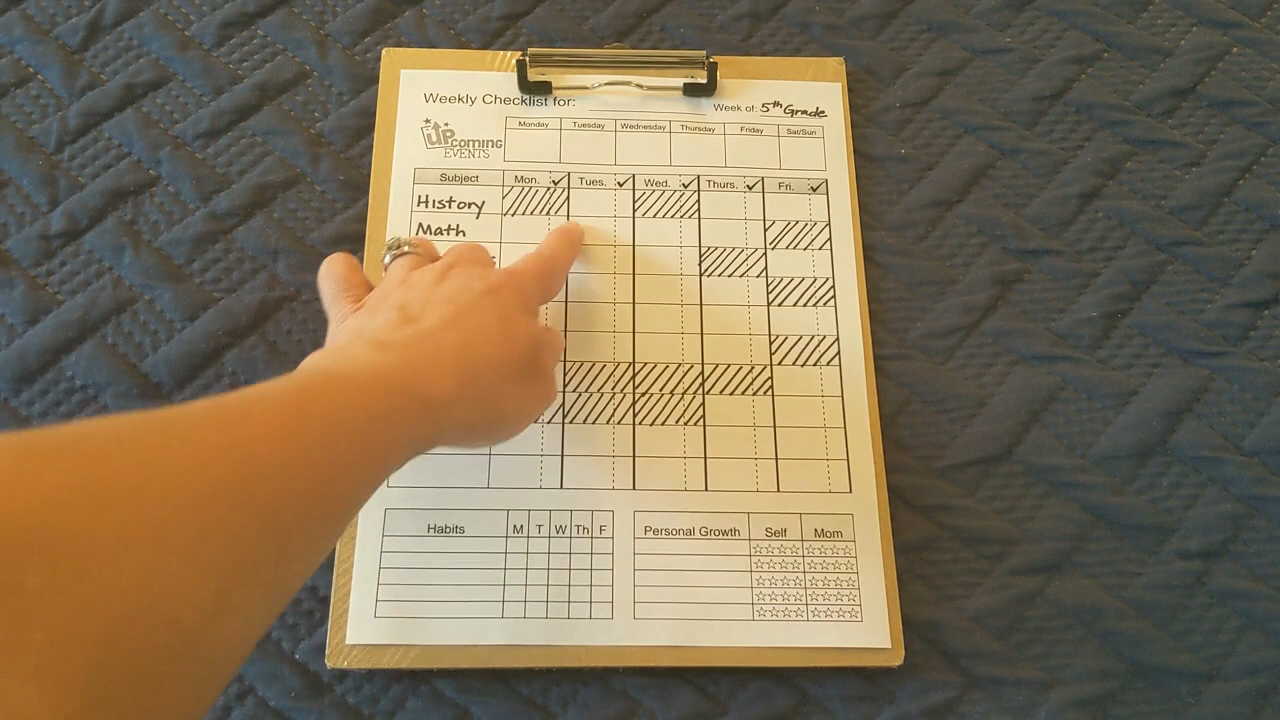 Weekly Checklist for: Week of: 5th Grade
UPcoming EVENTS
Monday Tuesday Wednesday Thursday Friday Sat/Sun
Subject Mon. Tues. Wed. Thurs. Fri.
History
Math
Habits M T W Th F
Personal Growth Self Mom